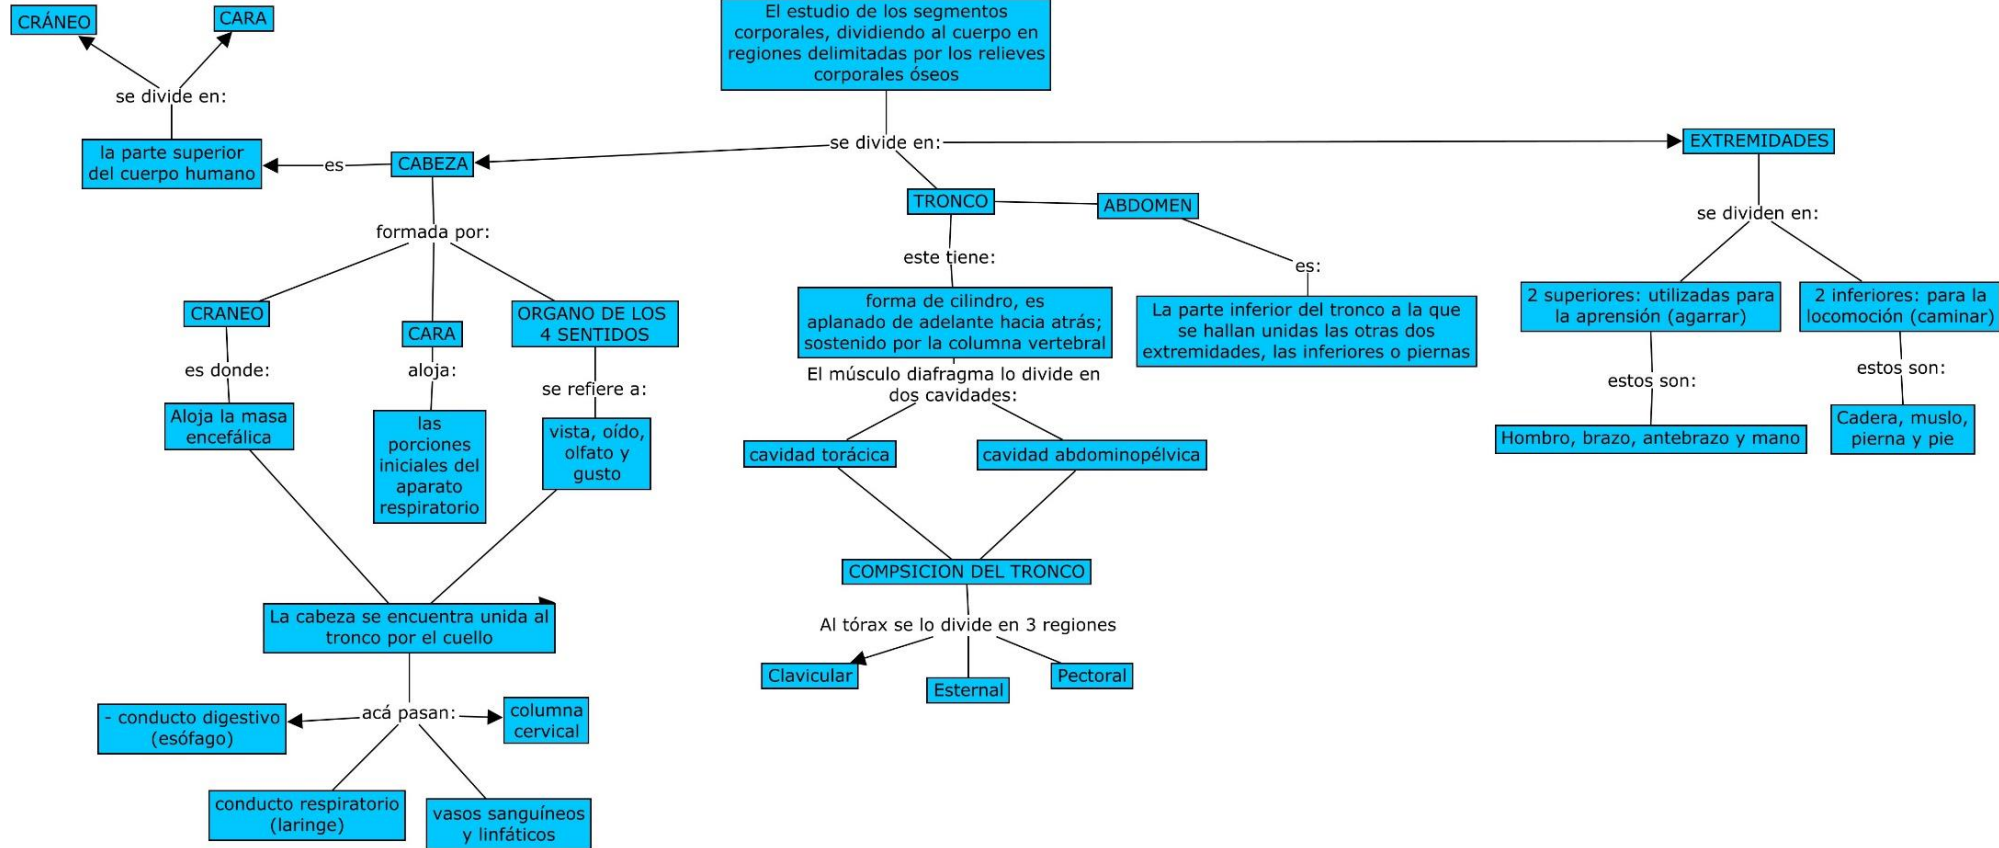 El estudio de los segmentos
corporales, dividiendo al cuerpo en
regiones delimitadas por los relieves
corporales óseos
se divide en:
CRÁNEO
CARA
se divide en:
la parte superior
del cuerpo humano
es
CABEZA
formada por:
CRANEO
es donde:
Aloja la masa
encefálica
CARA
aloja:
las
porciones
iniciales del
aparato
respiratorio
ORGANO DE LOS
4 SENTIDOS
se refiere a:
vista, oído,
olfato y
gusto
La cabeza se encuentra unida al
tronco por el cuello
acá pasan:
- conducto digestivo
(esófago)
conducto respiratorio
(laringe)
vasos sanguíneos
y linfáticos
columna
cervical
TRONCO
este tiene:
forma de cilindro, es
aplanado de adelante hacia atrás;
sostenido por la columna vertebral
El músculo diafragma lo divide en
dos cavidades:
cavidad torácica
cavidad abdominopélvica
COMPSICION DEL TRONCO
Al tórax se lo divide en 3 regiones
Clavicular
Esternal
Pectoral
ABDOMEN
es:
La parte inferior del tronco a la que
se hallan unidas las otras dos
extremidades, las inferiores o piernas
EXTREMIDADES
se dividen en:
2 superiores: utilizadas para
la aprensión (agarrar)
estos son:
Hombro, brazo, antebrazo y mano
2 inferiores: para la
locomoción (caminar)
estos son:
Cadera, muslo,
pierna y pie